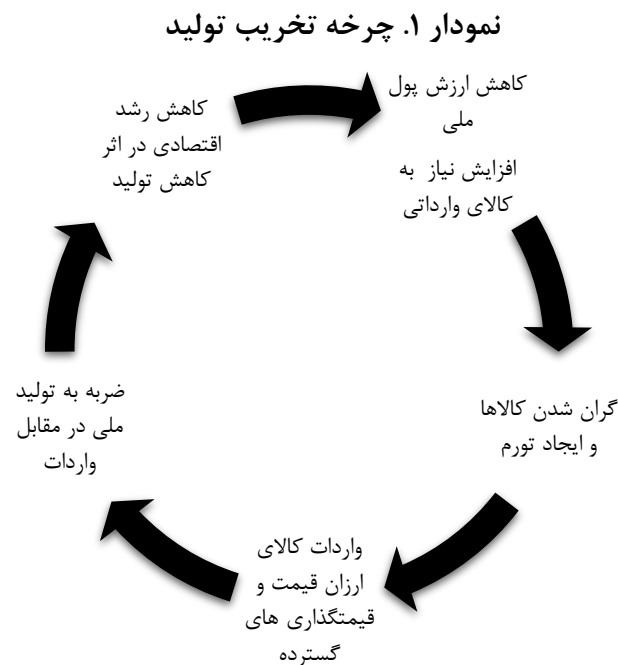 نمودار ۱. چرخه تخریب تولید
کاهش ارزش پول
ملی
افزایش نیاز به
کالای وارداتی
گران شدن کالاها
و ایجاد تورم
واردات کالای
ارزان قیمت و
قیمتگذاری های
گسترده
ضربه به تولید
ملی در مقابل
واردات
کاهش رشد
اقتصادی در اثر
کاهش تولید